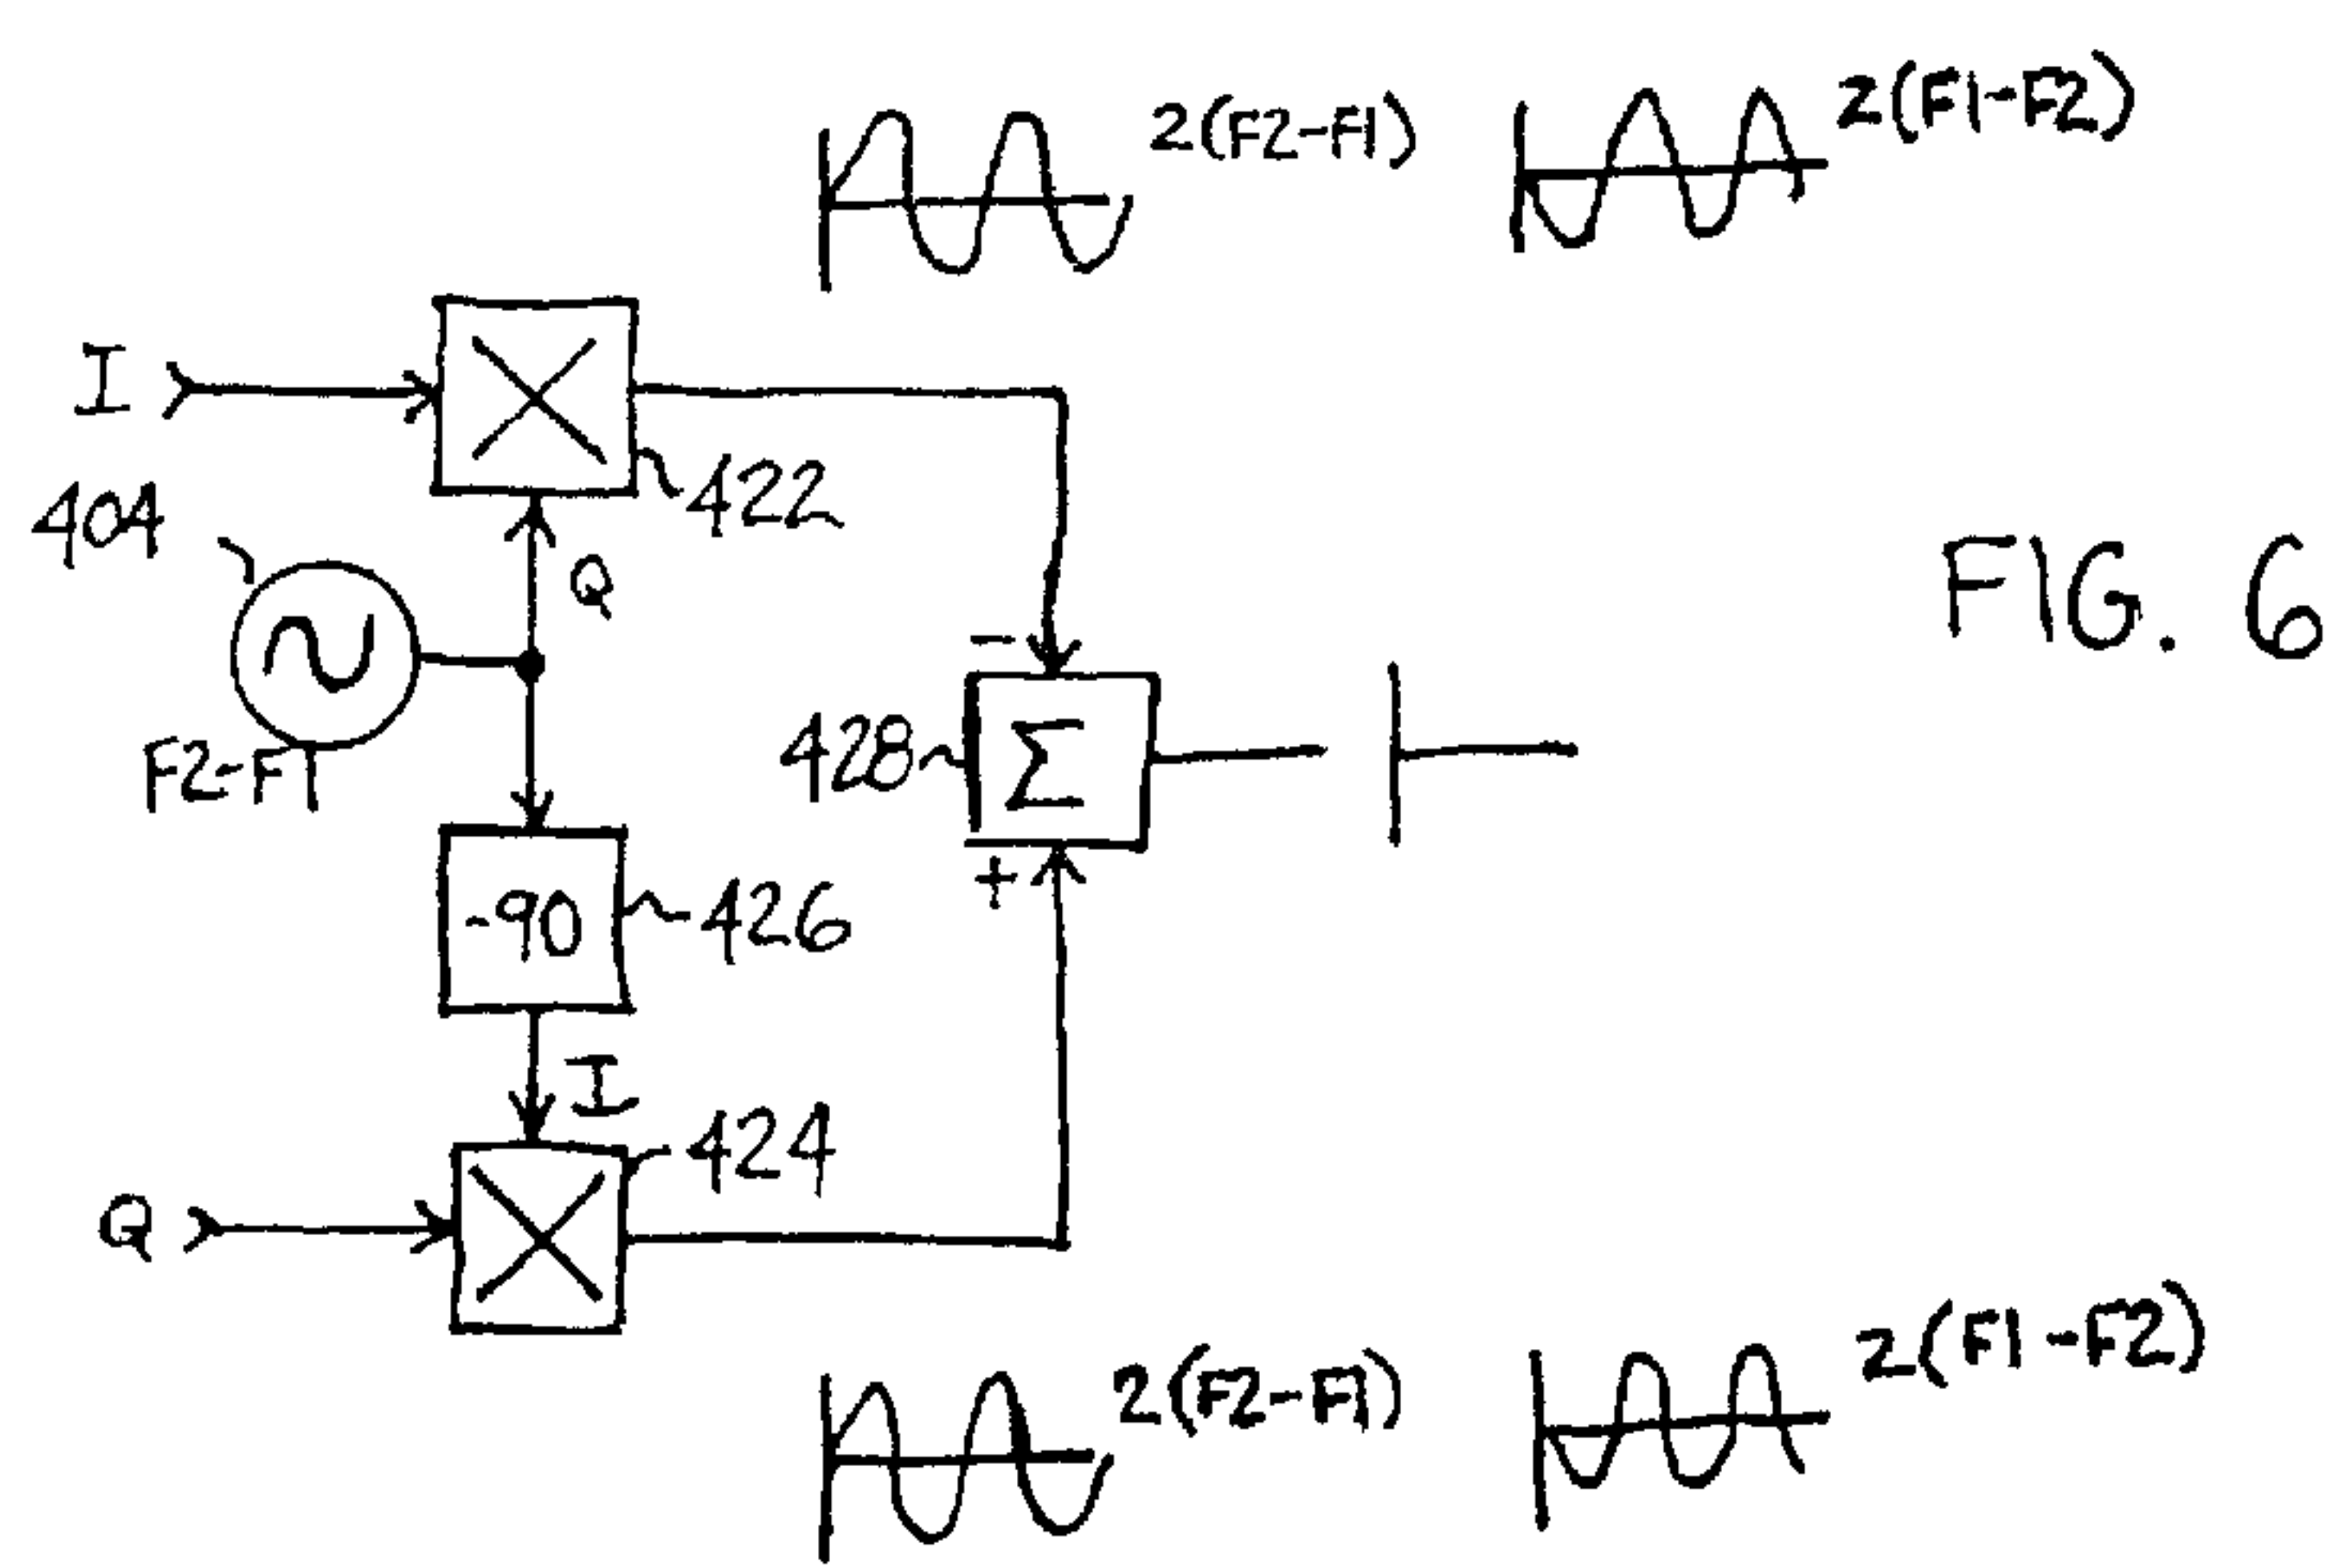 2(F2-F1)
2(F1-F2)
I
422
404
Q
FIG. 6
F2-F1
-
428
Σ
+
-90
426
I
424
Q
2(F2-F1)
2(F1-F2)